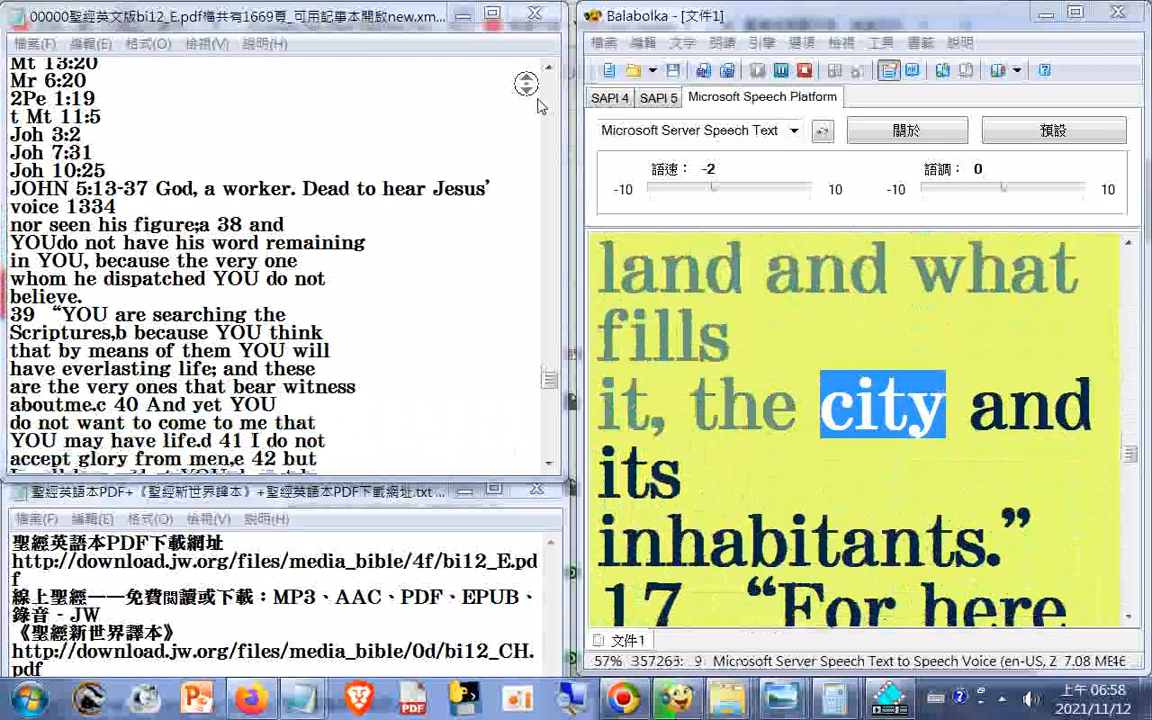 00000聖經英文版bi12_E.pdf檔共有1669頁_可用記事本開啟new.xm...
檔案(F) 編輯(E) 格式(O) 檢視(V) 說明(H)
Mt 13:20
Mr 6:20
2Pe 1:19
t Mt 11:5
Joh 3:2
Joh 7:31
Joh 10:25
JOHN 5:13-37 God, a worker. Dead to hear Jesus’
voice 1334
nor seen his figure;a 38 and
YOUdo not have his word remaining
in YOU, because the very one
whom he dispatched YOU do not
believe.
39 “YOU are searching the
Scriptures,b because YOU think
that by means of them YOU will
have everlasting life; and these
are the very ones that bear witness
aboutme.c 40 And yet YOU
do not want to come to me that
YOU may have life.d 41 I do not
accept glory from men,e 42 but
聖經英語本PDF+《聖經新世界譯本》+聖經英語本PDF下載網址.txt ...
檔案(F) 編輯(E) 格式(O) 檢視(V) 說明(H)
聖經英語本PDF下載網址
http://download.jw.org/files/media_bible/4f/bi12_E.pd
f
線上聖經——免費閱讀或下載：MP3、AAC、PDF、EPUB、
錄音 - JW
《聖經新世界譯本》
http://download.jw.org/files/media_bible/0d/bi12_CH.
pdf
Balabolka - [文件1]
檔案 編輯 文字 朗讀 引擎 選項 檢視 工具 書籤 說明
SAPI 4 SAPI 5 Microsoft Speech Platform
Microsoft Server Speech Text 關於 預設
語速： -2 語調： 0
-10 10 -10 10
land and what
fills
it, the city and
its
inhabitants.”
17 “For here
文件1
57% Microsoft Server Speech Text to Speech Voice (en-US, Z 7.08 ME
上午 06:58
2021/11/12